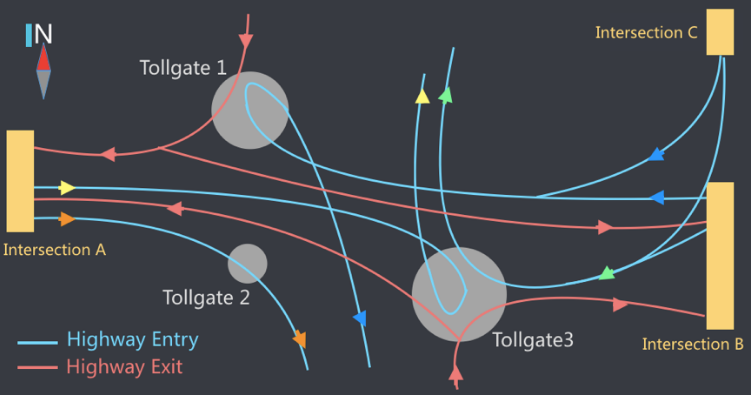 N
Intersection C
Tollgate 1
Intersection A
Tollgate 2
Highway Entry
Tollgate3
Intersection B
Highway Exit